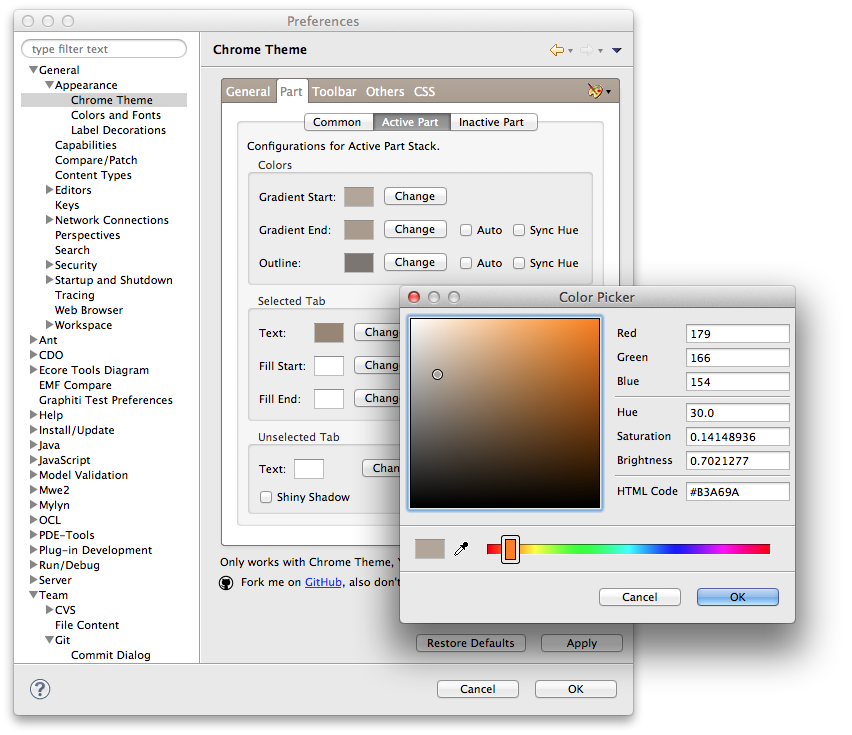 Preferences
type filter text
General
Appearance
Chrome Theme
Colors and Fonts
Label Decorations
Capabilities
Compare/Patch
Content Types
Editors
Keys
Network Connections
Perspectives
Search
Security
Startup and Shutdown
Tracing
Web Browser
Workspace
Ant
CDO
Ecore Tools Diagram
EMF Compare
Graphiti Test Preferences
Help
Install/Update
Java
JavaScript
Model Validation
Mwe2
Mylyn
OCL
PDE-Tools
Plug-in Development
Run/Debug
Server
Team
CVS
File Content
Git
Commit Dialog
Chrome Theme
General Part Toolbar Others CSS
Common Active Part Inactive Part
Configurations for Active Part Stack.
Colors
Gradient Start: Change
Gradient End: Change Auto Sync Hue
Outline: Change Auto Sync Hue
Selected Tab
Text: Chang
Fill Start: Chang
Fill End: Chang
Unselected Tab
Text: Chan
Shiny Shadow
Only works with Chrome Theme,
Fork me on GitHub, also don't
Restore Defaults Apply
Cancel OK
Color Picker
Red 179
Green 166
Blue 154
Hue 30.0
Saturation 0.14148936
Brightness 0.7021277
HTML Code #B3A69A
Cancel OK